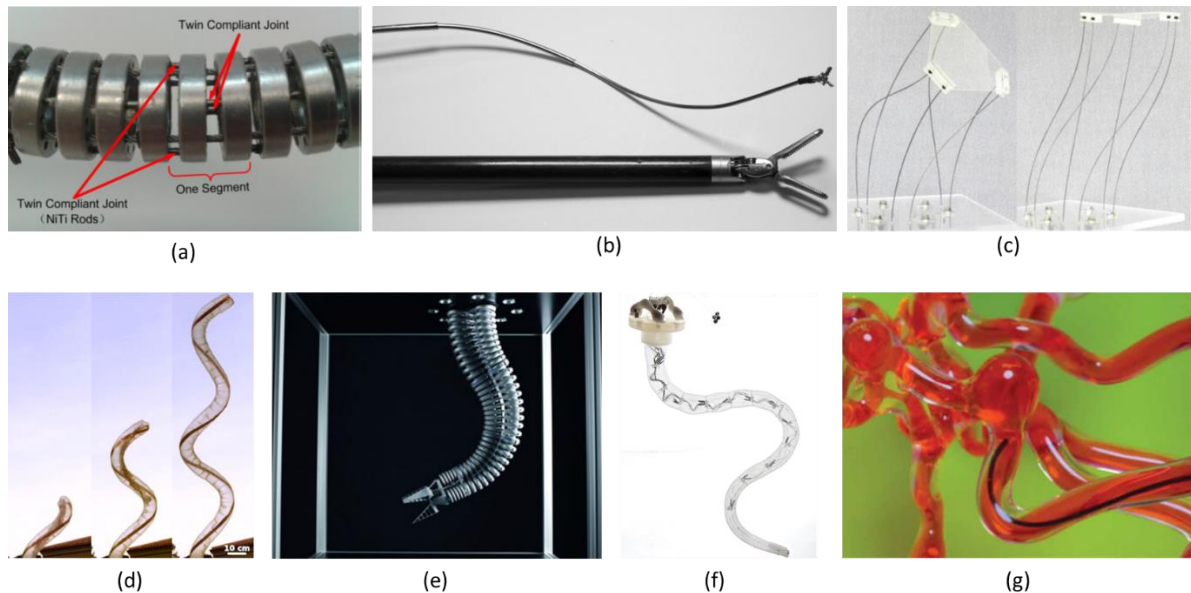 Twin Compliant Joint
One Segment
Twin Compliant Joint
（NiTi Rods）
(a)
(b)
(c)
10 cm
(d)
(e)
(f)
(g)